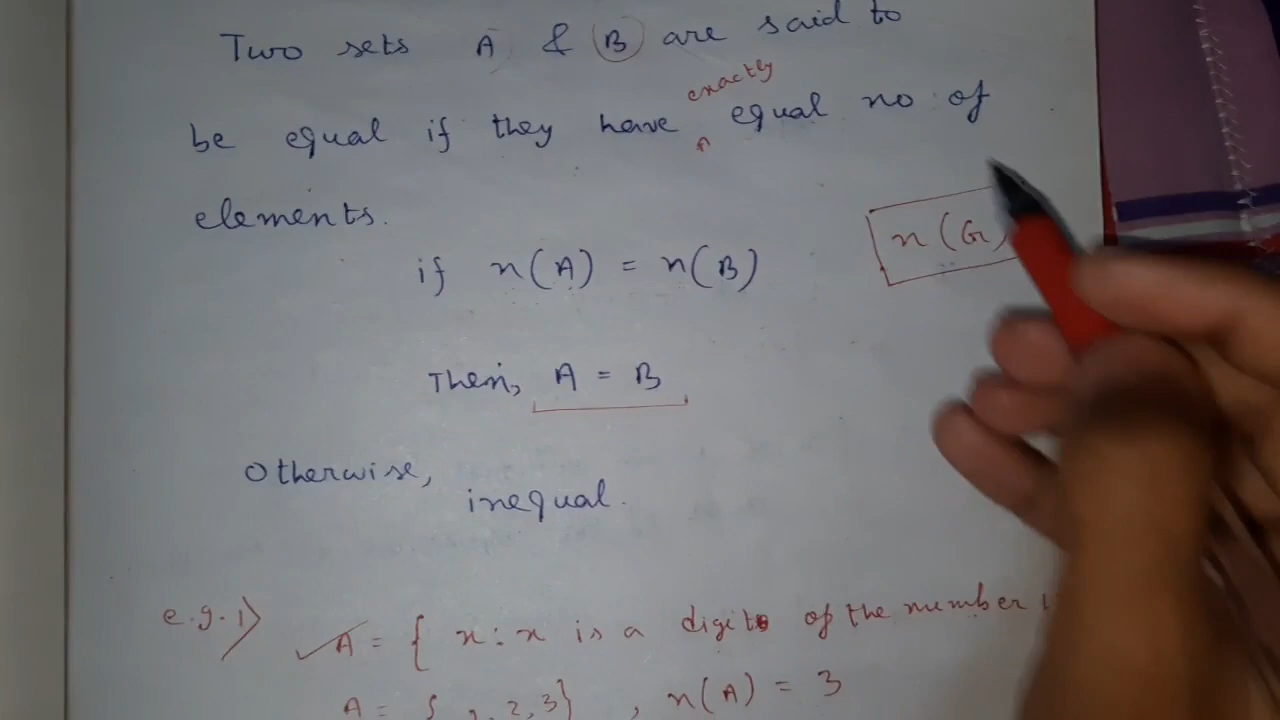 Two sets A & B are said to
exactly
be equal if they have ^ equal no of
elements.
n(G)
if n(A) = n(B)
Then, A = B
Otherwise,
inequal.
e.g. 1) A = { x : x is a digits of the number
A = { , 2, 3} , n(A) = 3